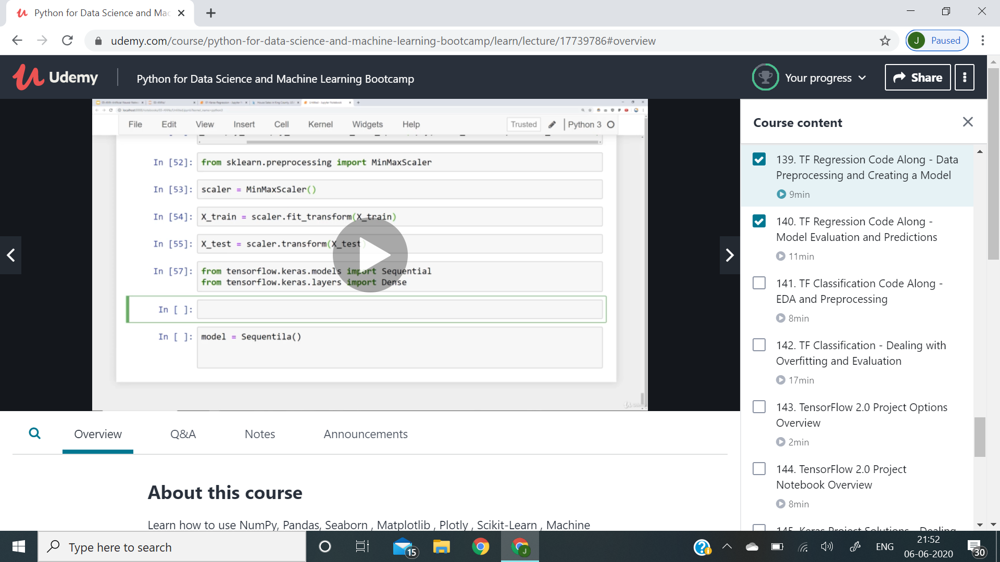 Python for Data Science and Mac
udemy.com/course/python-for-data-science-and-machine-learning-bootcamp/learn/lecture/17739786#overview
J Paused
Udemy
Python for Data Science and Machine Learning Bootcamp
Your progress
Share
File Edit View Insert Cell Kernel Widgets Help
Trusted
Python 3
In [52]: from sklearn.preprocessing import MinMaxScaler
In [53]: scaler = MinMaxScaler()
In [54]: X_train = scaler.fit_transform(X_train)
In [55]: X_test = scaler.transform(X_test)
In [57]: from tensorflow.keras.models import Sequential
from tensorflow.keras.layers import Dense
In [ ]:
In [ ]: model = Sequentila()
Course content
139. TF Regression Code Along - Data
Preprocessing and Creating a Model
9min
140. TF Regression Code Along -
Model Evaluation and Predictions
11min
141. TF Classification Code Along -
EDA and Preprocessing
8min
142. TF Classification - Dealing with
Overfitting and Evaluation
17min
143. TensorFlow 2.0 Project Options
Overview
2min
144. TensorFlow 2.0 Project
Notebook Overview
8min
145. Keras Project Solutions - Dealing
Overview Q&A Notes Announcements
About this course
Learn how to use NumPy, Pandas, Seaborn , Matplotlib , Plotly , Scikit-Learn , Machine
Type here to search
15
J
ENG
21:52
06-06-2020
30